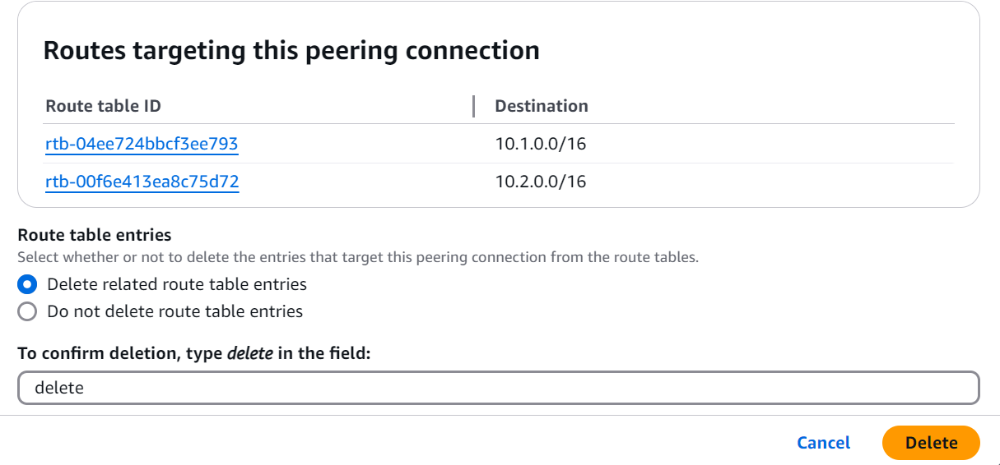 Routes targeting this peering connection
Route table ID Destination
rtb-04ee724bbcf3ee793 10.1.0.0/16
rtb-00f6e413ea8c75d72 10.2.0.0/16
Route table entries
Select whether or not to delete the entries that target this peering connection from the route tables.
Delete related route table entries
Do not delete route table entries
To confirm deletion, type delete in the field:
delete
Cancel Delete